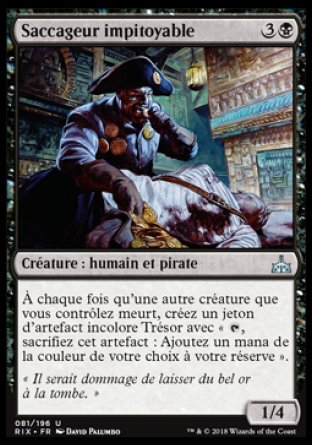 Saccageur impitoyable 3
Créature : humain et pirate
À chaque fois qu'une autre créature que
vous contrôlez meurt, créez un jeton
d'artefact incolore Trésor avec « ,
sacrifiez cet artefact : Ajoutez un mana de
la couleur de votre choix à votre réserve ».
« Il serait dommage de laisser du bel or
à la tombe. »
1/4
081/196 U
RIX • FR DAVID PALUMBO
™ & © 2018 Wizards of the Coast